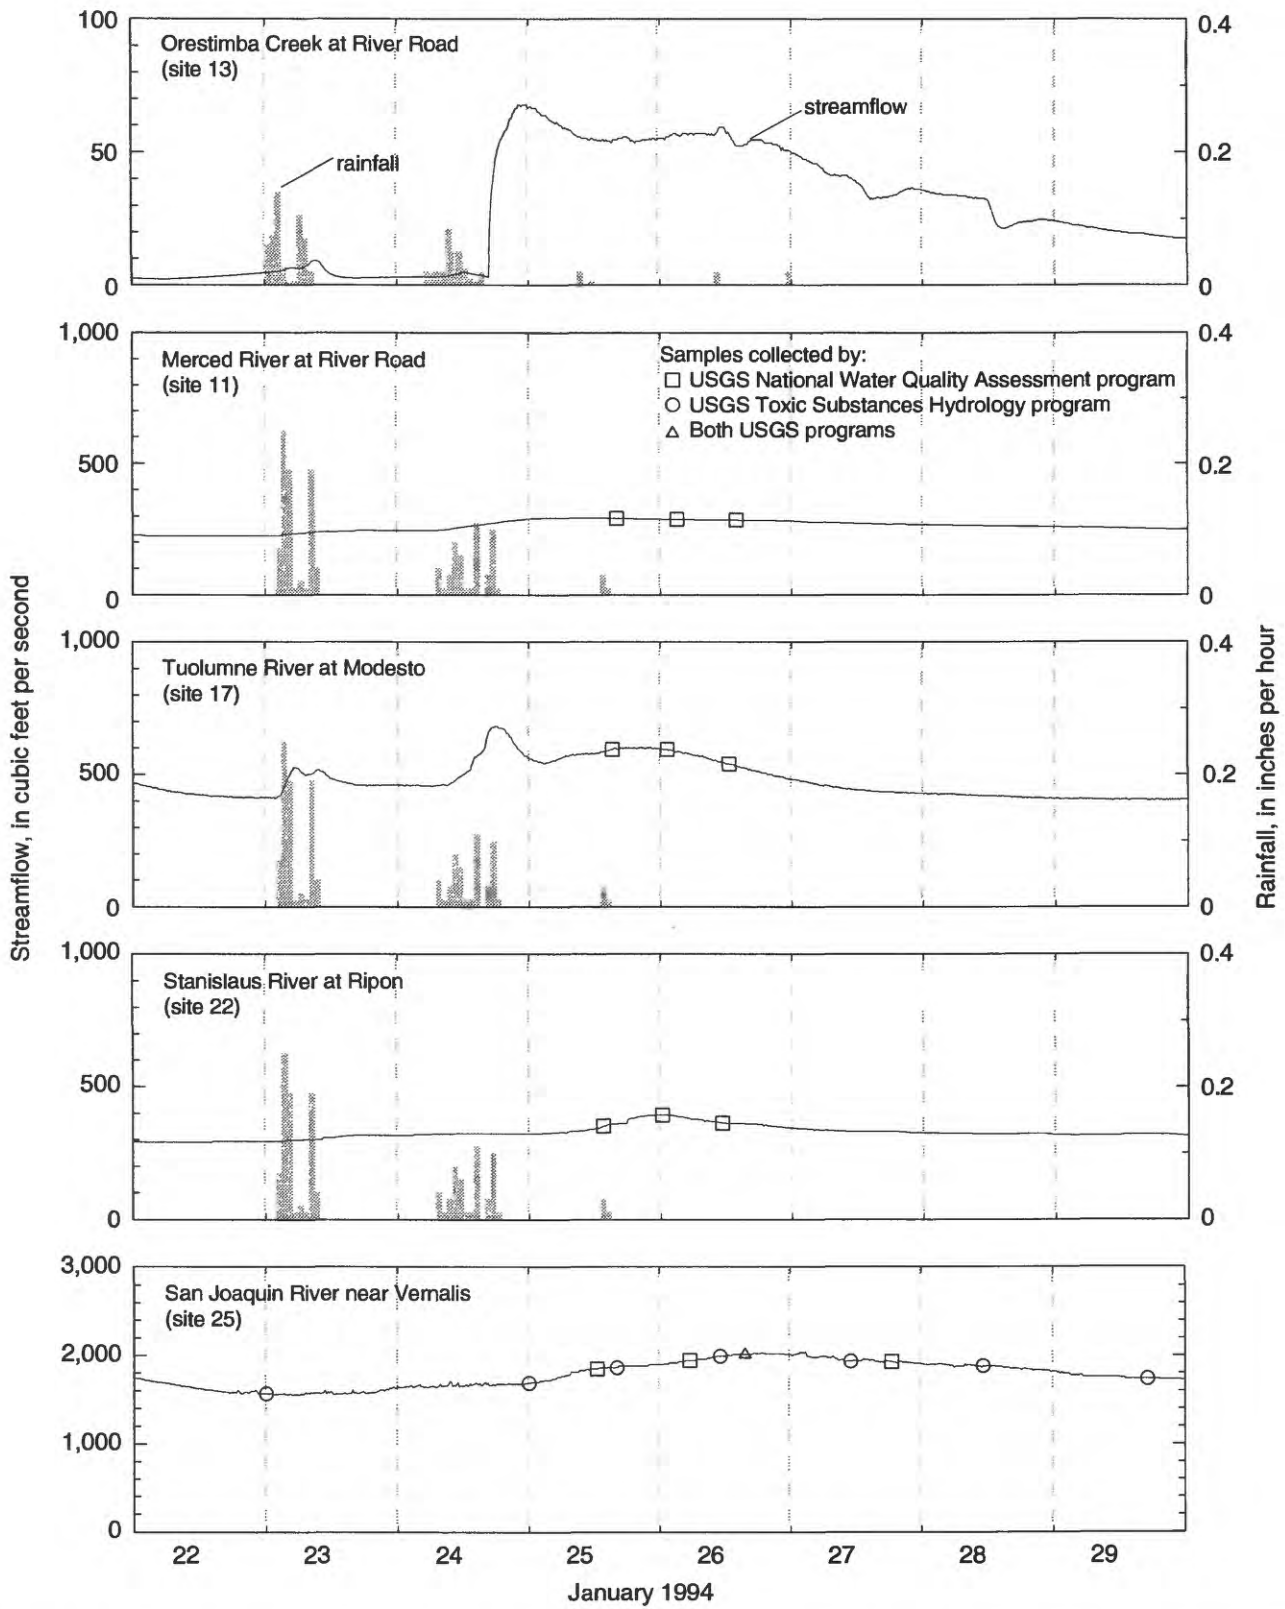 100
0.4
Orestimba Creek at River Road
(site 13)
streamflow
rainfall
50
0.2
0
0
1,000
0.4
Merced River at River Road
(site 11)
Samples collected by:
□ USGS National Water Quality Assessment program
○ USGS Toxic Substances Hydrology program
△ Both USGS programs
500
0.2
0
0
1,000
0.4
Tuolumne River at Modesto
(site 17)
500
0.2
0
0
1,000
0.4
Stanislaus River at Ripon
(site 22)
500
0.2
0
0
3,000
San Joaquin River near Vernalis
(site 25)
2,000
1,000
0
22 23 24 25 26 27 28 29
January 1994
Streamflow, in cubic feet per second
Rainfall, in inches per hour